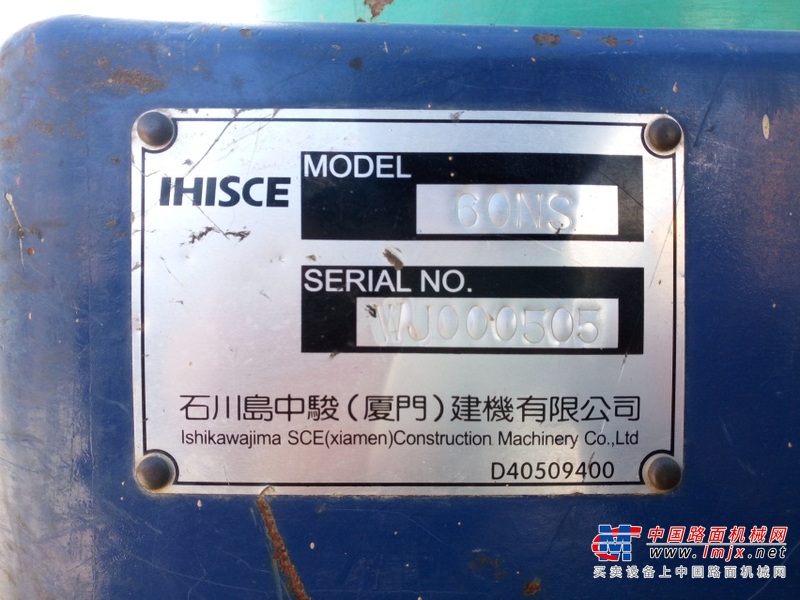 IHISCE
MODEL
60NS
SERIAL NO.
WJ000505
石川島中駿（厦門）建機有限公司
Ishikawajima SCE(xiamen)Construction Machinery Co.,Ltd
D40509400
中国路面机械网
www.lmjx.net
买卖设备上中国路面机械网